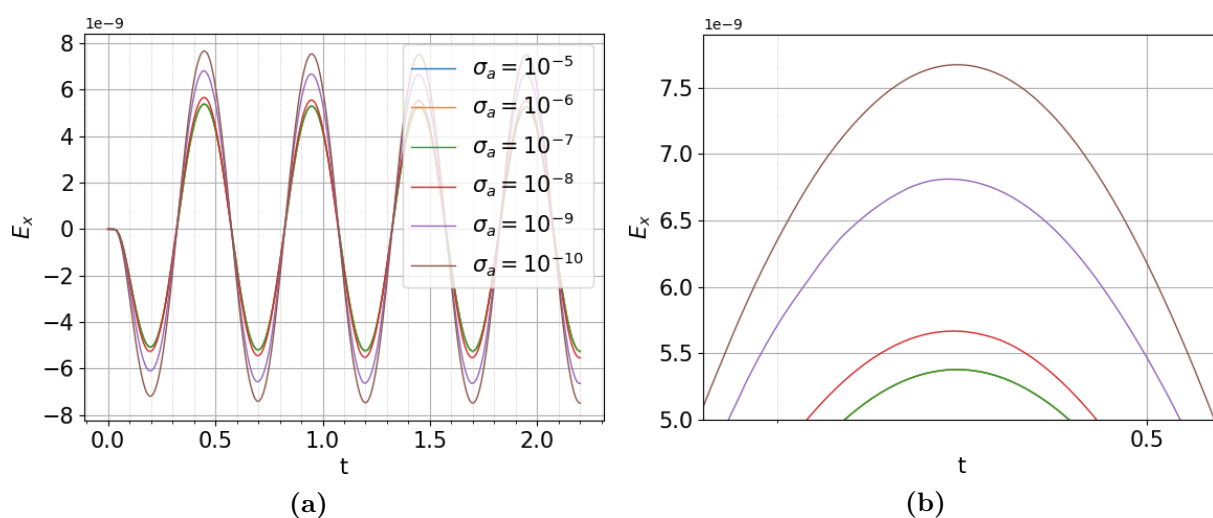 1e−9
8
6
4
2
0
−2
−4
−6
−8
E_x
0.0 0.5 1.0 1.5 2.0
t
σ_a = 10^{−5}
σ_a = 10^{−6}
σ_a = 10^{−7}
σ_a = 10^{−8}
σ_a = 10^{−9}
σ_a = 10^{−10}
(a)
1e−9
7.5
7.0
6.5
6.0
5.5
5.0
E_x
0.5
t
(b)